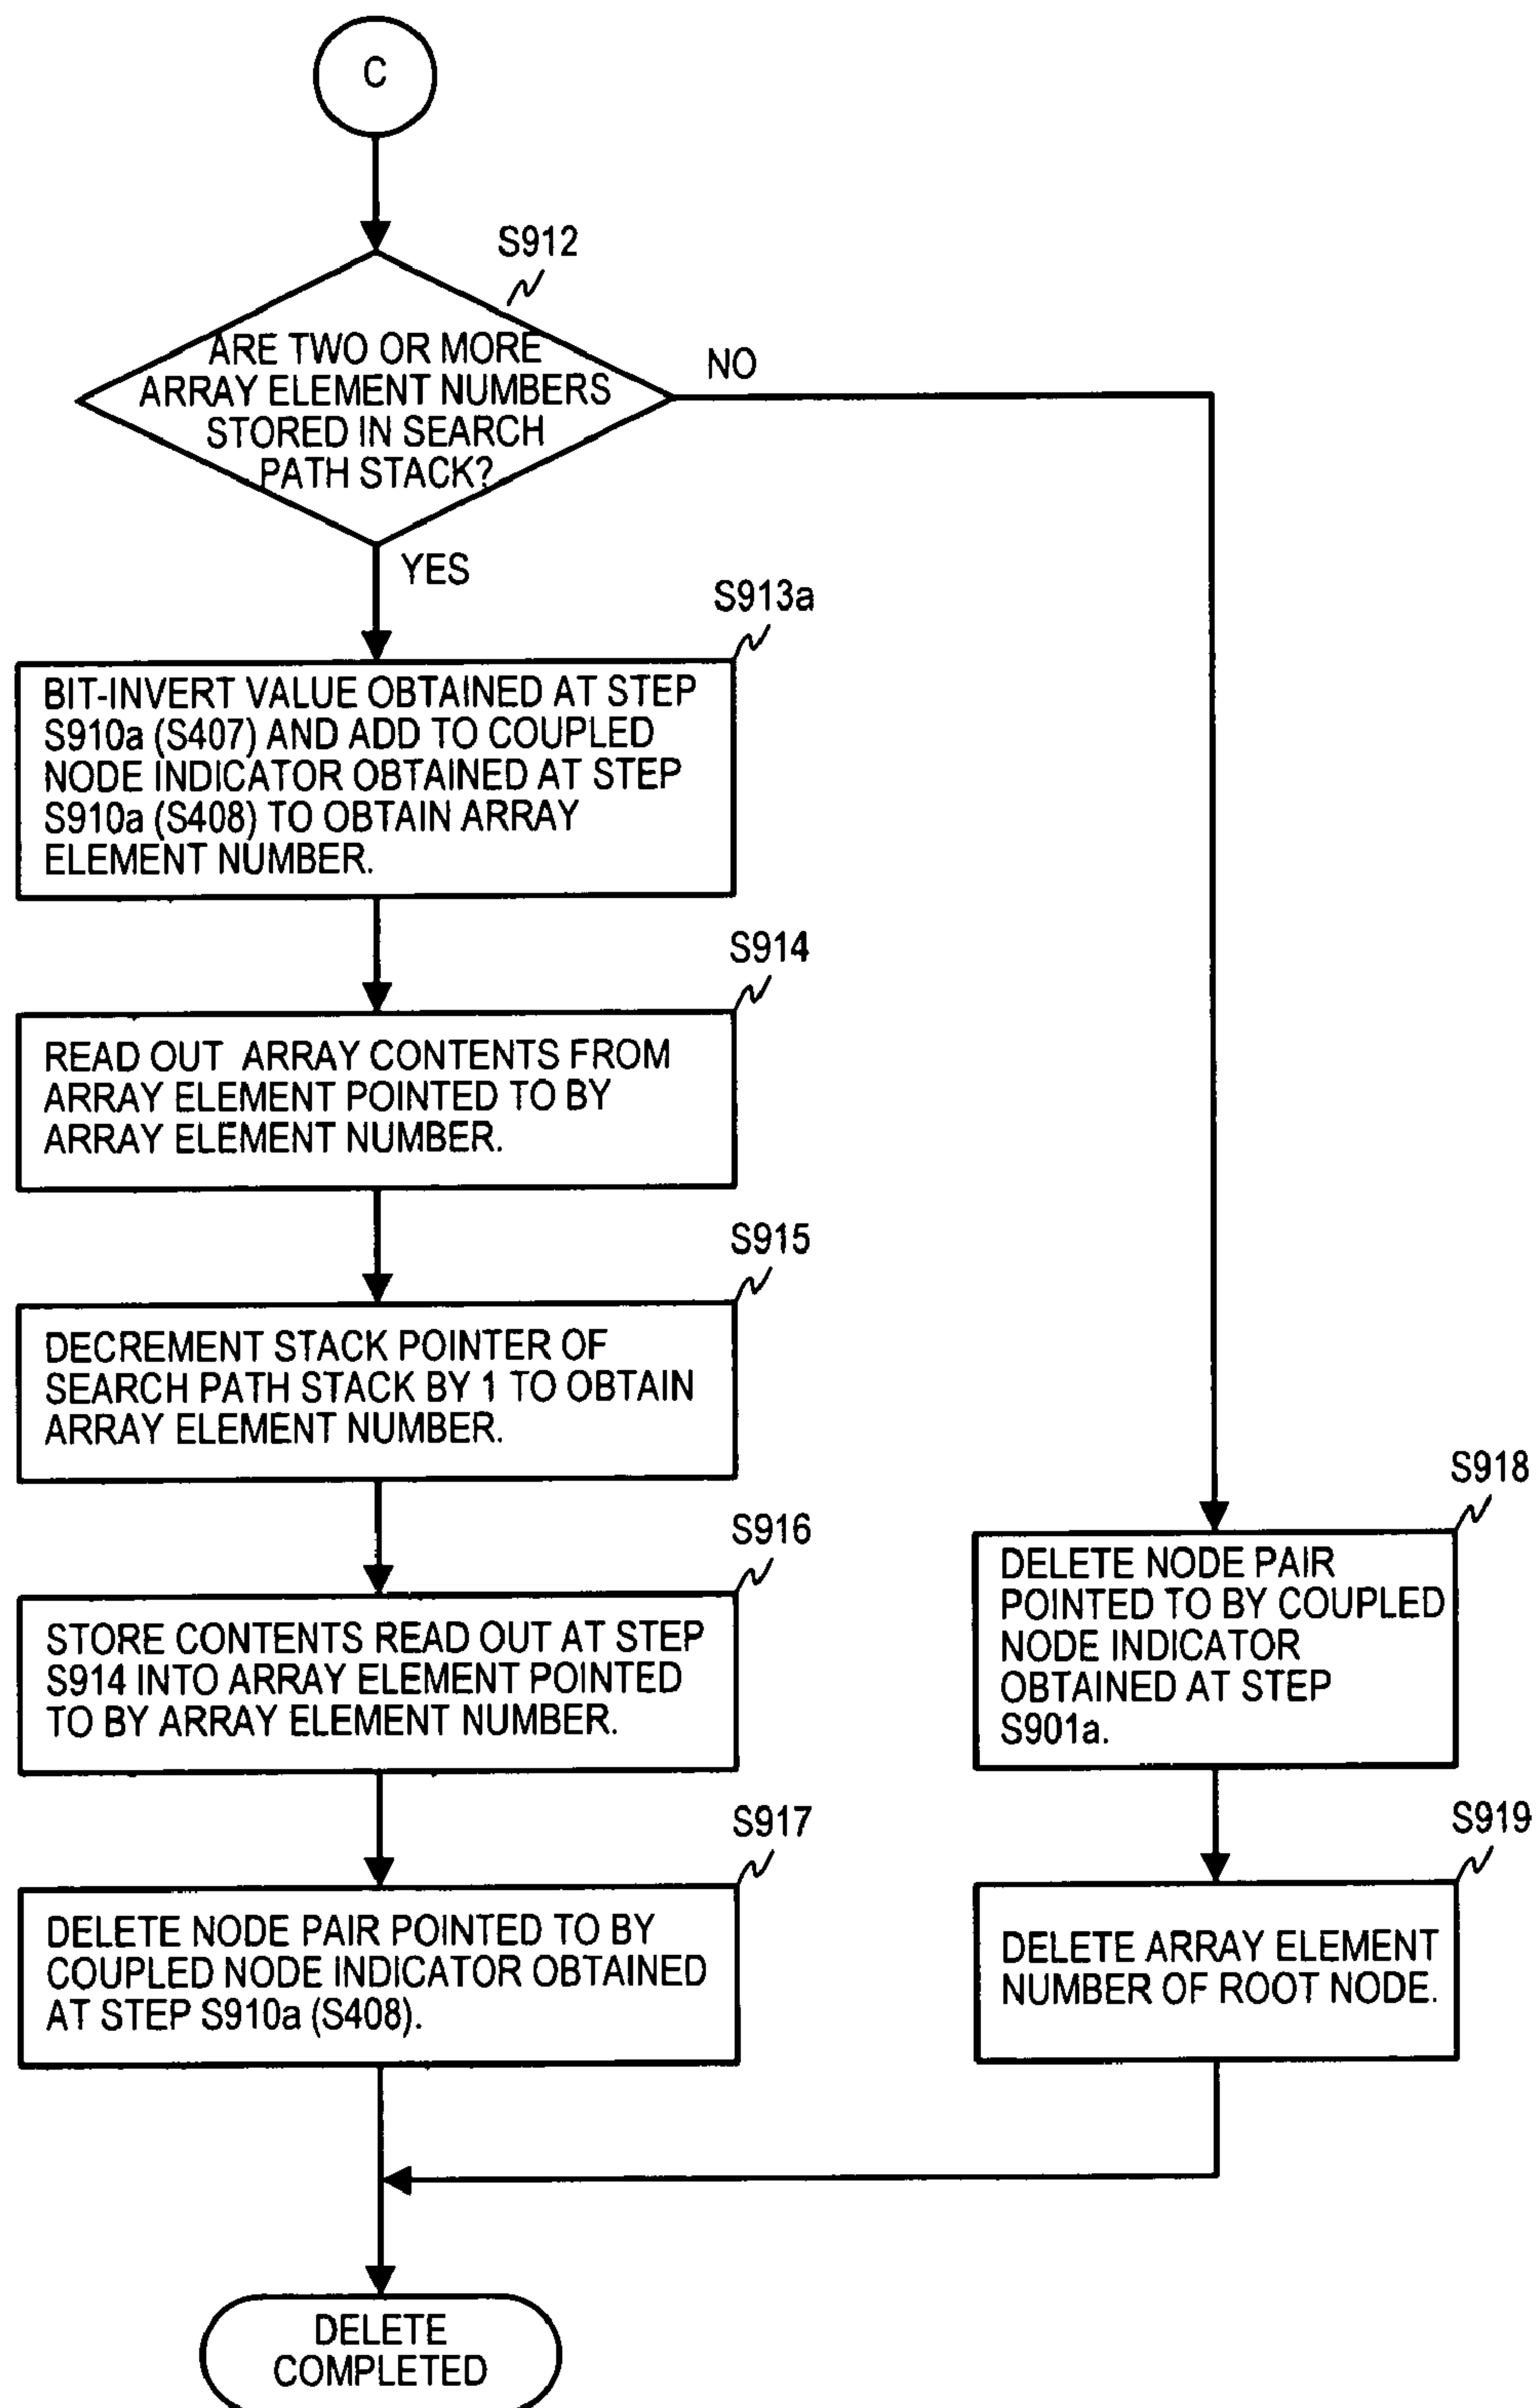 C
S912
ARE TWO OR MORE
ARRAY ELEMENT NUMBERS
STORED IN SEARCH
PATH STACK?
NO
YES
S913a
BIT-INVERT VALUE OBTAINED AT STEP
S910a (S407) AND ADD TO COUPLED
NODE INDICATOR OBTAINED AT STEP
S910a (S408) TO OBTAIN ARRAY
ELEMENT NUMBER.
S914
READ OUT ARRAY CONTENTS FROM
ARRAY ELEMENT POINTED TO BY
ARRAY ELEMENT NUMBER.
S915
DECREMENT STACK POINTER OF
SEARCH PATH STACK BY 1 TO OBTAIN
ARRAY ELEMENT NUMBER.
S916
STORE CONTENTS READ OUT AT STEP
S914 INTO ARRAY ELEMENT POINTED
TO BY ARRAY ELEMENT NUMBER.
S917
DELETE NODE PAIR POINTED TO BY
COUPLED NODE INDICATOR OBTAINED
AT STEP S910a (S408).
S918
DELETE NODE PAIR
POINTED TO BY COUPLED
NODE INDICATOR
OBTAINED AT STEP
S901a.
S919
DELETE ARRAY ELEMENT
NUMBER OF ROOT NODE.
DELETE
COMPLETED